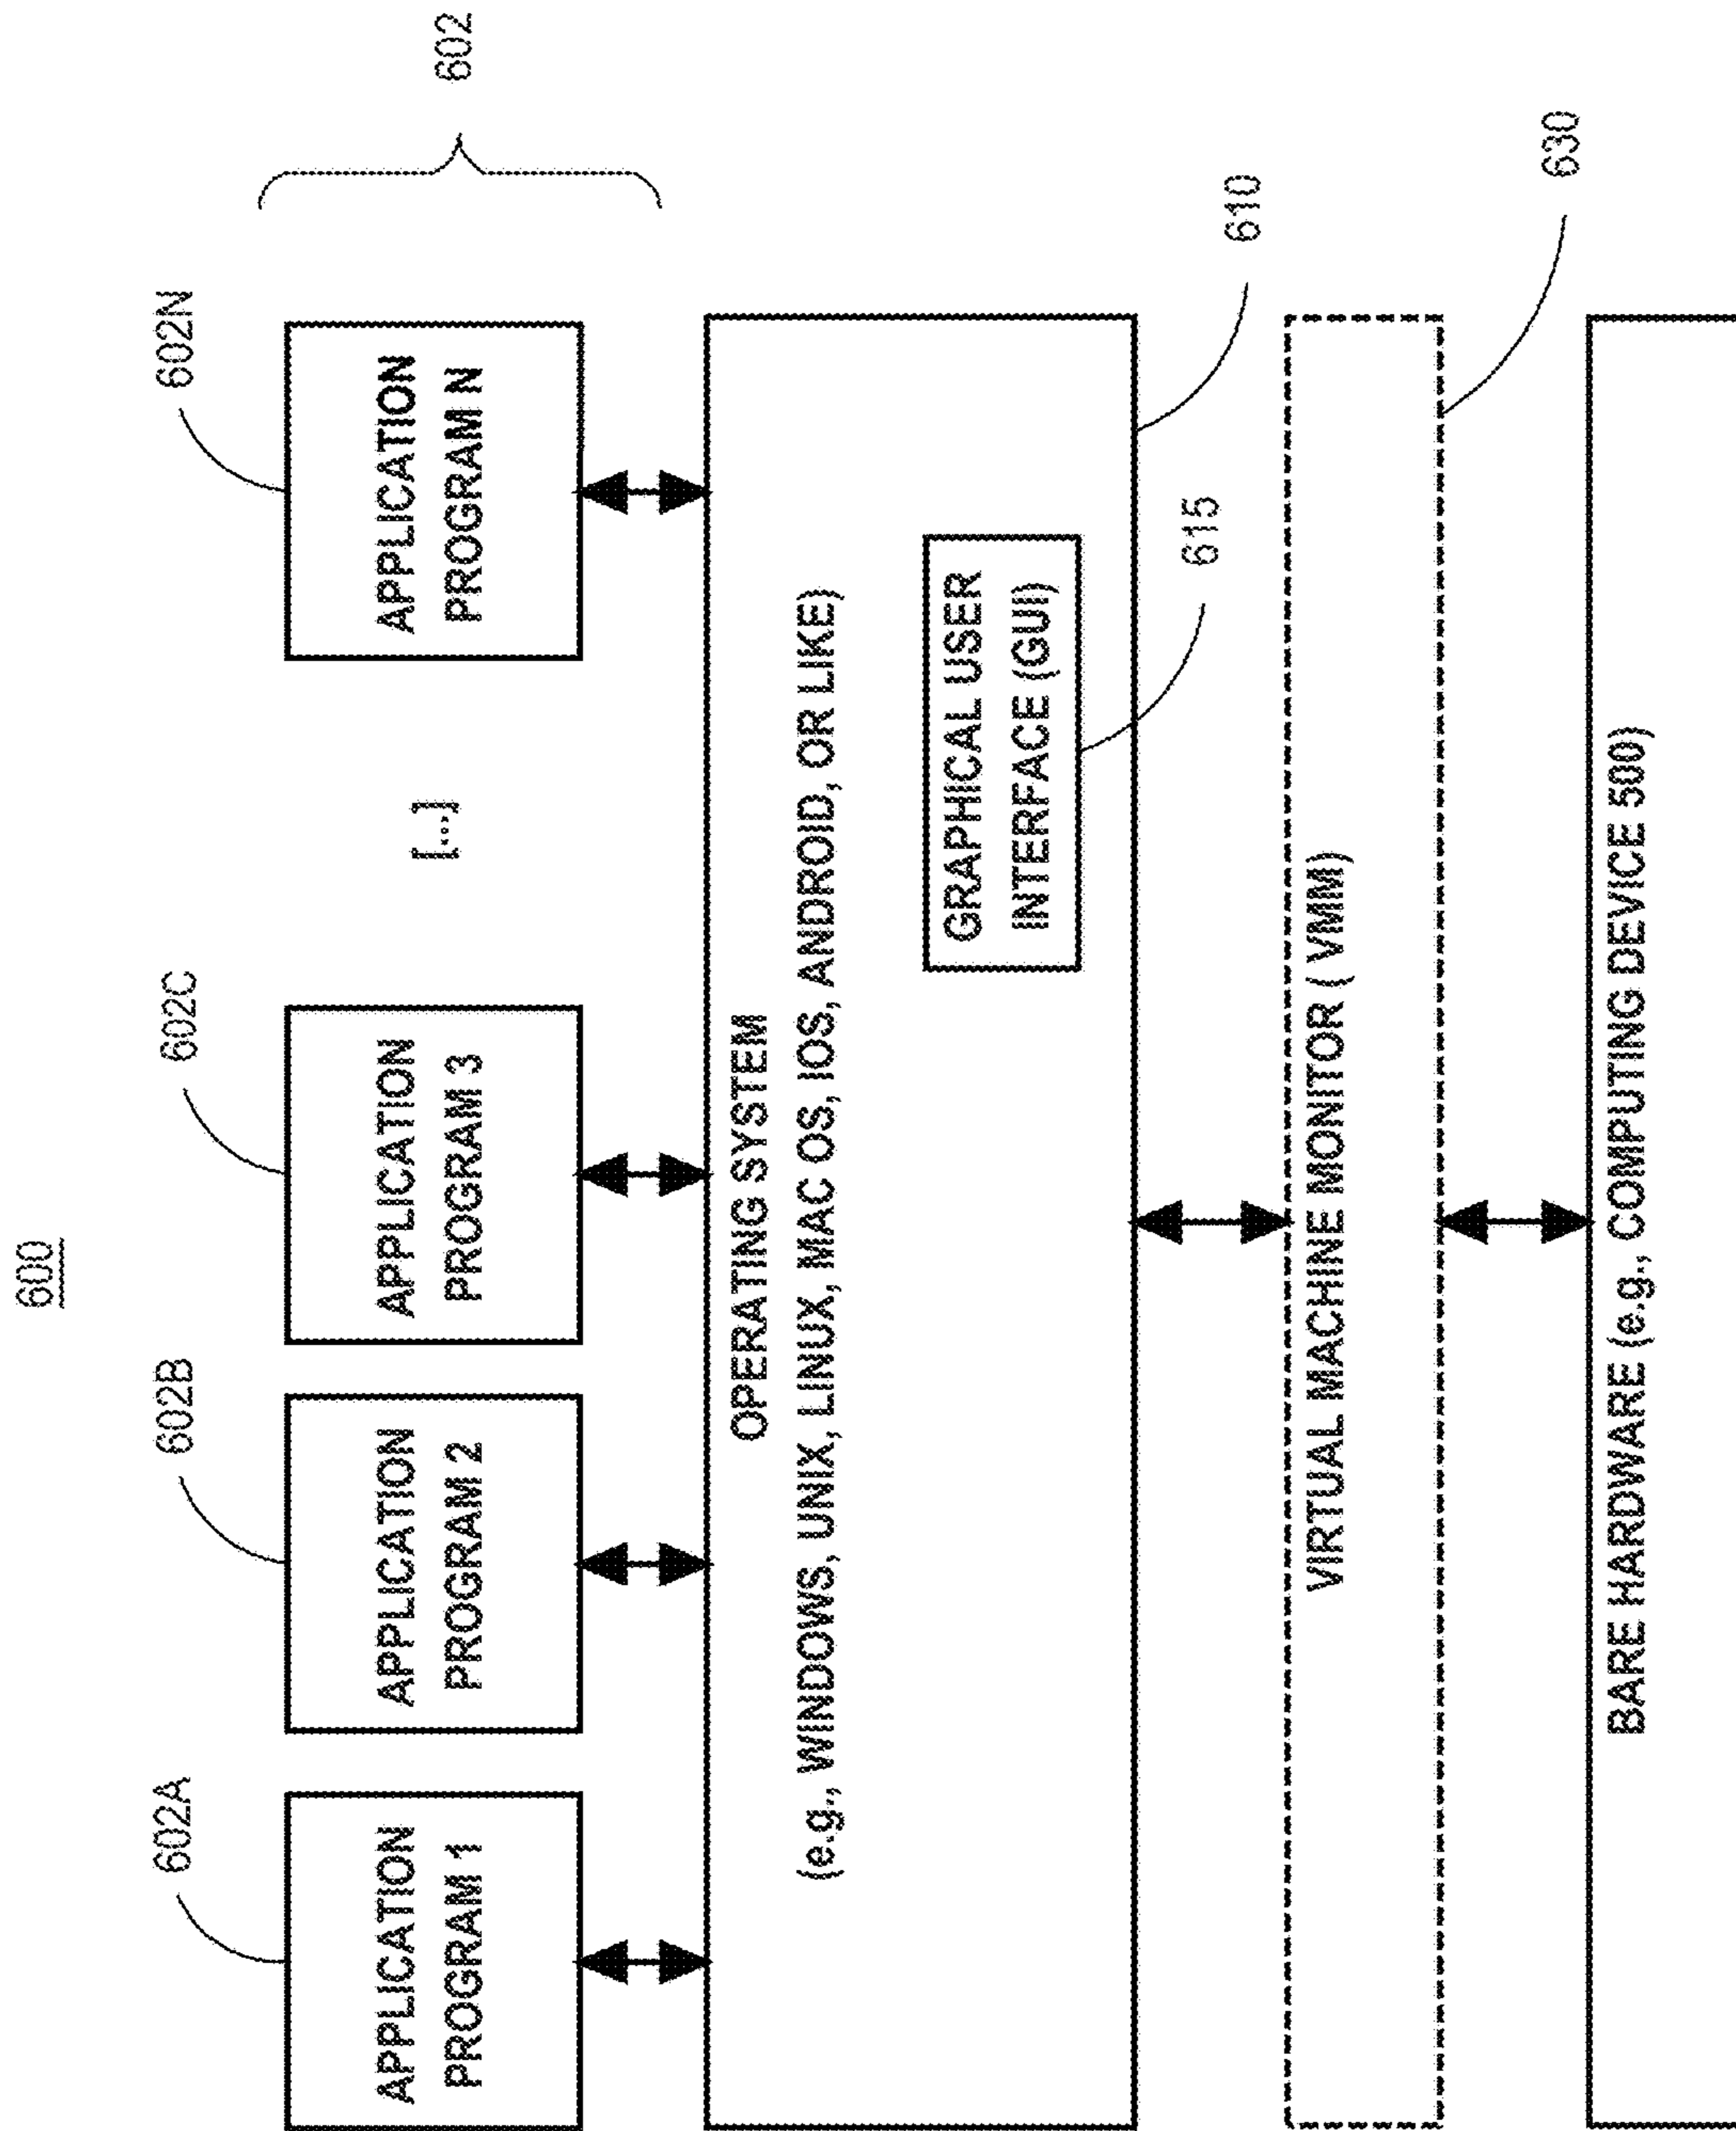 600
602A
602B
602C
602N
602
APPLICATION
PROGRAM 1
APPLICATION
PROGRAM 2
APPLICATION
PROGRAM 3
[...]
APPLICATION
PROGRAM N
OPERATING SYSTEM
(e.g., WINDOWS, UNIX, LINUX, MAC OS, IOS, ANDROID, OR LIKE)
GRAPHICAL USER
INTERFACE (GUI)
615
610
VIRTUAL MACHINE MONITOR ( VMM)
630
BARE HARDWARE (e.g., COMPUTING DEVICE 500)